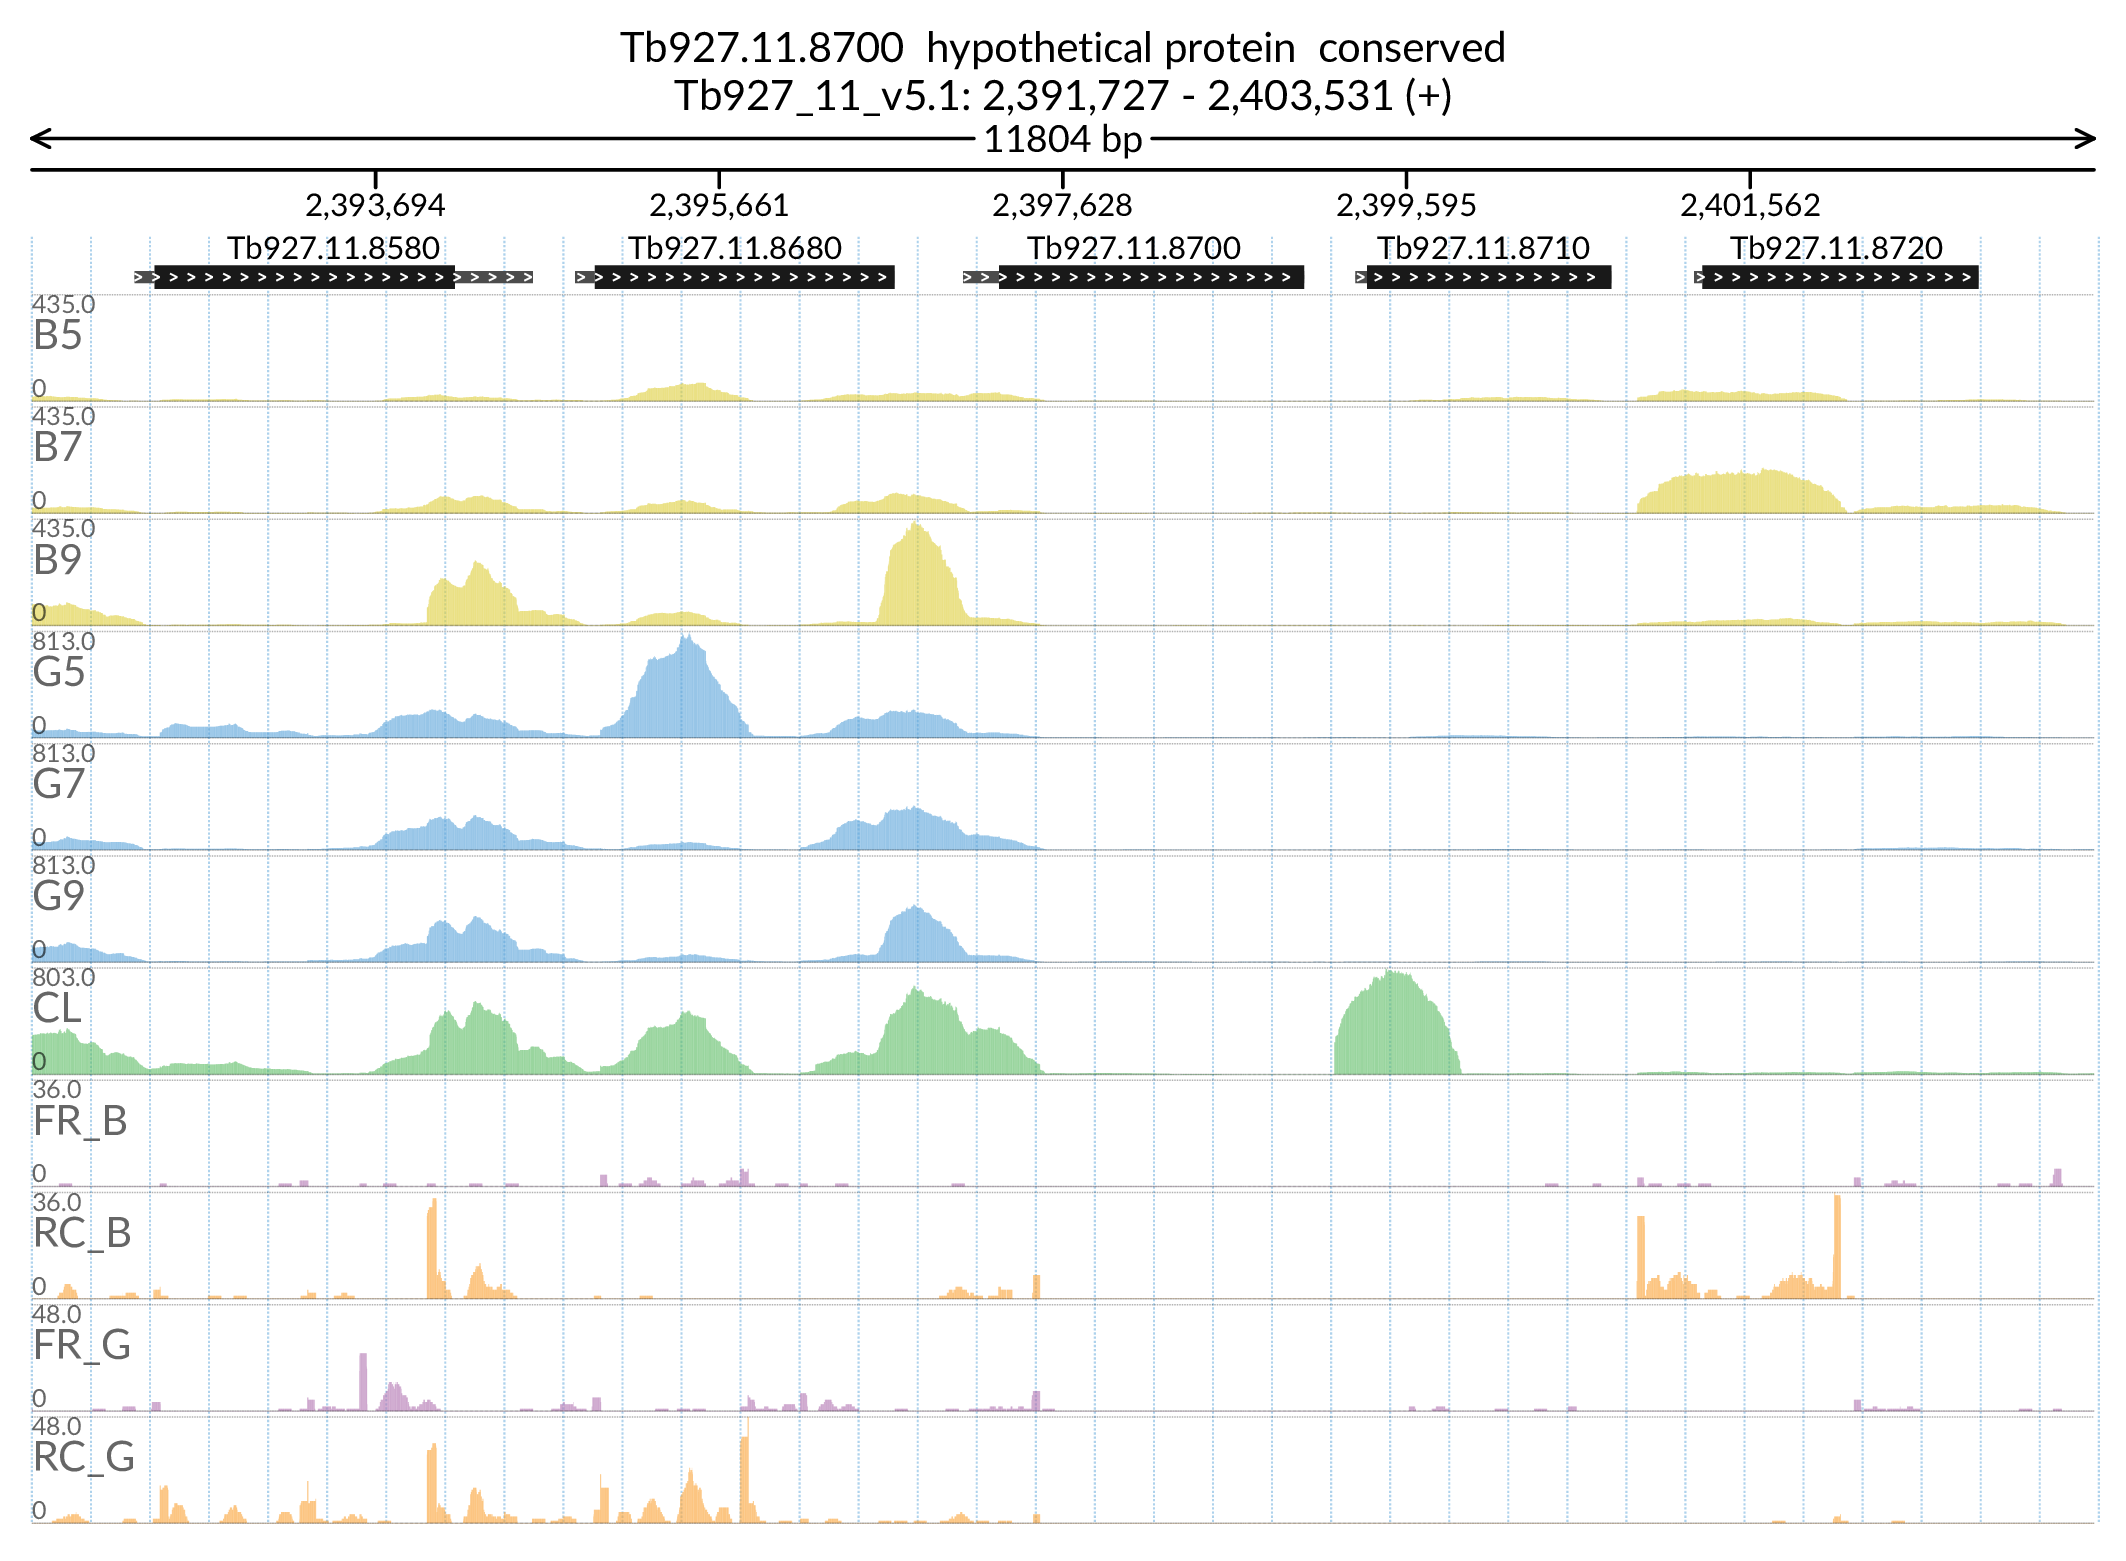 Tb927.11.8700  hypothetical protein  conserved
Tb927_11_v5.1: 2,391,727 - 2,403,531 (+)
11804 bp
2,393,694 2,395,661 2,397,628 2,399,595 2,401,562
Tb927.11.8580 Tb927.11.8680 Tb927.11.8700 Tb927.11.8710 Tb927.11.8720
435.0
B5
0
435.0
B7
0
435.0
B9
0
813.0
G5
0
813.0
G7
0
813.0
G9
0
803.0
CL
0
36.0
FR_B
0
36.0
RC_B
0
48.0
FR_G
0
48.0
RC_G
0